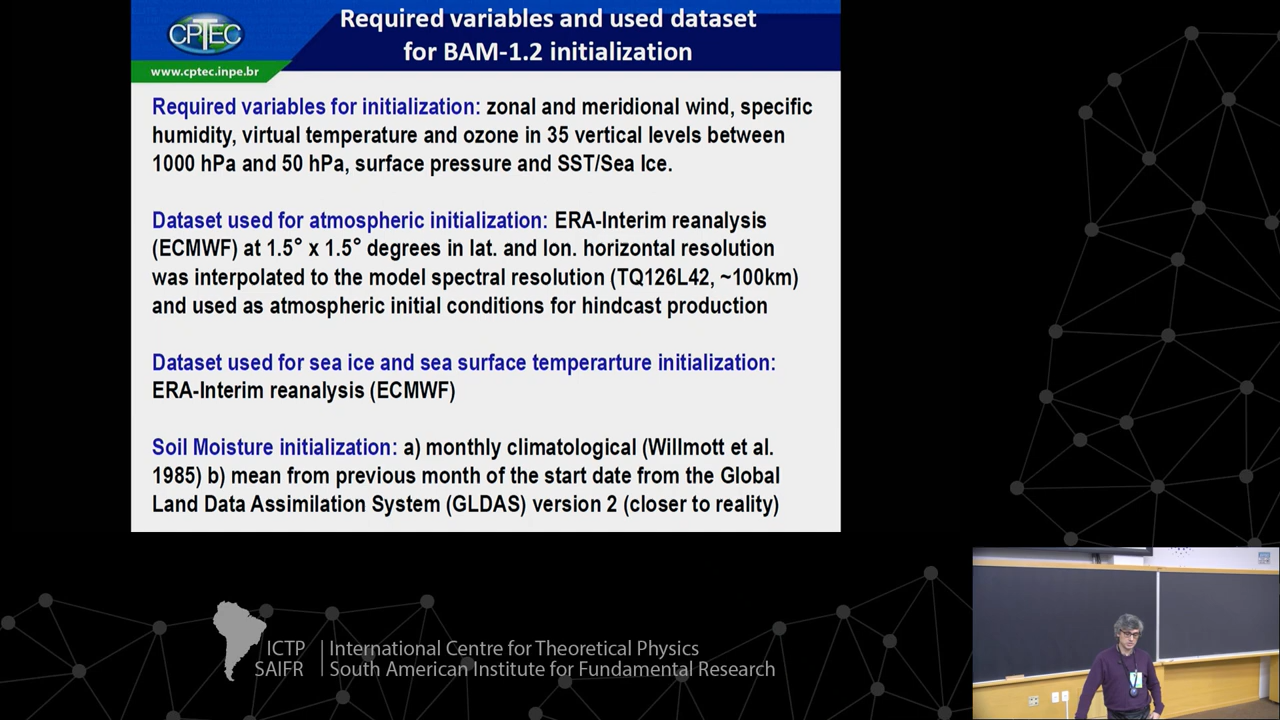 CPTEC
www.cptec.inpe.br
Required variables and used dataset
for BAM-1.2 initialization
Required variables for initialization: zonal and meridional wind, specific
humidity, virtual temperature and ozone in 35 vertical levels between
1000 hPa and 50 hPa, surface pressure and SST/Sea Ice.
Dataset used for atmospheric initialization: ERA-Interim reanalysis
(ECMWF) at 1.5° x 1.5° degrees in lat. and lon. horizontal resolution
was interpolated to the model spectral resolution (TQ126L42, ~100km)
and used as atmospheric initial conditions for hindcast production
Dataset used for sea ice and sea surface temperarture initialization:
ERA-Interim reanalysis (ECMWF)
Soil Moisture initialization: a) monthly climatological (Willmott et al.
1985) b) mean from previous month of the start date from the Global
Land Data Assimilation System (GLDAS) version 2 (closer to reality)
ICTP
SAIFR
International Centre for Theoretical Physics
South American Institute for Fundamental Research